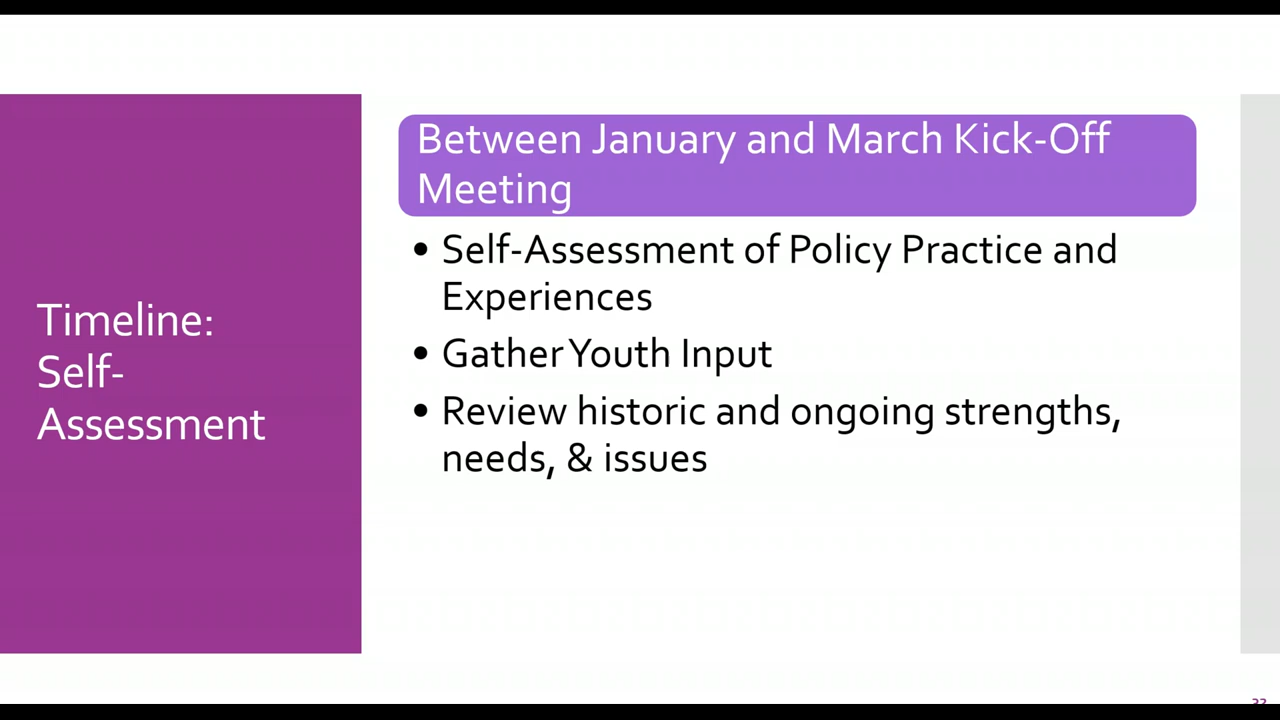 Timeline:
Self-
Assessment
Between January and March Kick-Off
Meeting
• Self-Assessment of Policy Practice and
Experiences
• Gather Youth Input
• Review historic and ongoing strengths,
needs, & issues